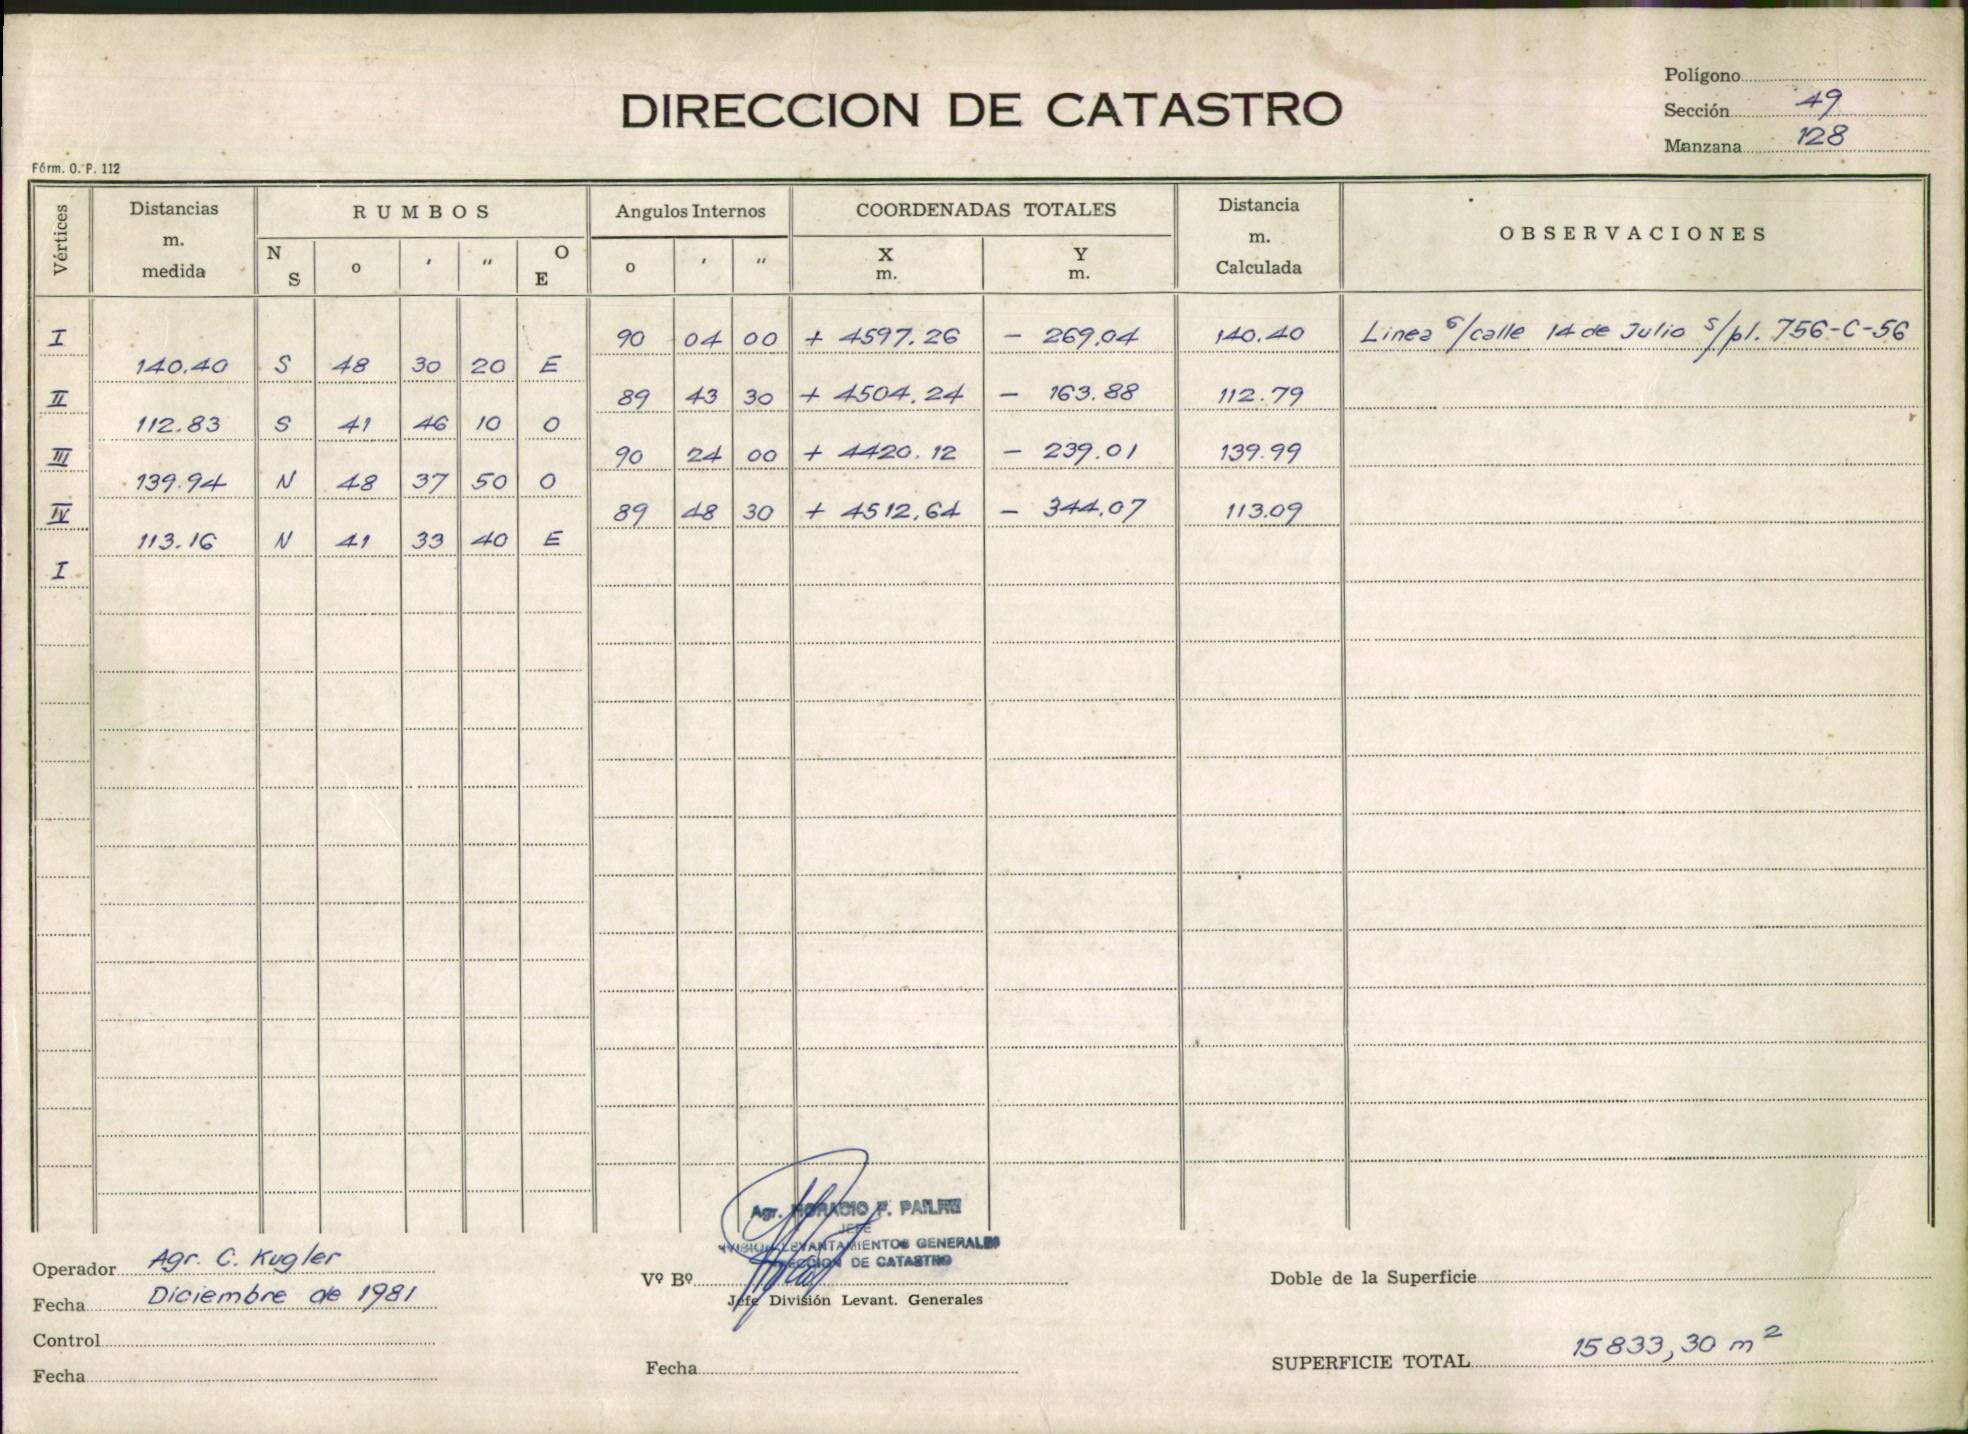 Polígono
DIRECCION DE CATASTRO
Sección 49
Manzana 128
Fórm. O. P. 112
Vértices Distancias m. medida RUMBOS Angulos Internos COORDENADAS TOTALES Distancia m. Calculada OBSERVACIONES
N S o ' " O E o ' " X m. Y m.
I 90 04 00 + 4597.26 - 269,04 140.40 Linea s/calle 14 de Julio s/pl. 756-C-56
140.40 S 48 30 20 E
II 89 43 30 + 4504.24 - 163.88 112.79
112.83 S 41 46 10 O
III 90 24 00 + 4420.12 - 239.01 139.99
139.94 N 48 37 50 O
IV 89 48 30 + 4512,64 - 344,07 113.09
113.16 N 41 33 40 E
I
Agr. HORACIO F.
JEFE
LEVANTAMIENTOS GENERALES
DE CATASTRO
Operador Agr. C. Kugler
Vº Bº
Doble de la Superficie
Fecha Diciembre de 1981
Jefe División Levant. Generales
Control
SUPERFICIE TOTAL 15833,30 m²
Fecha
Fecha